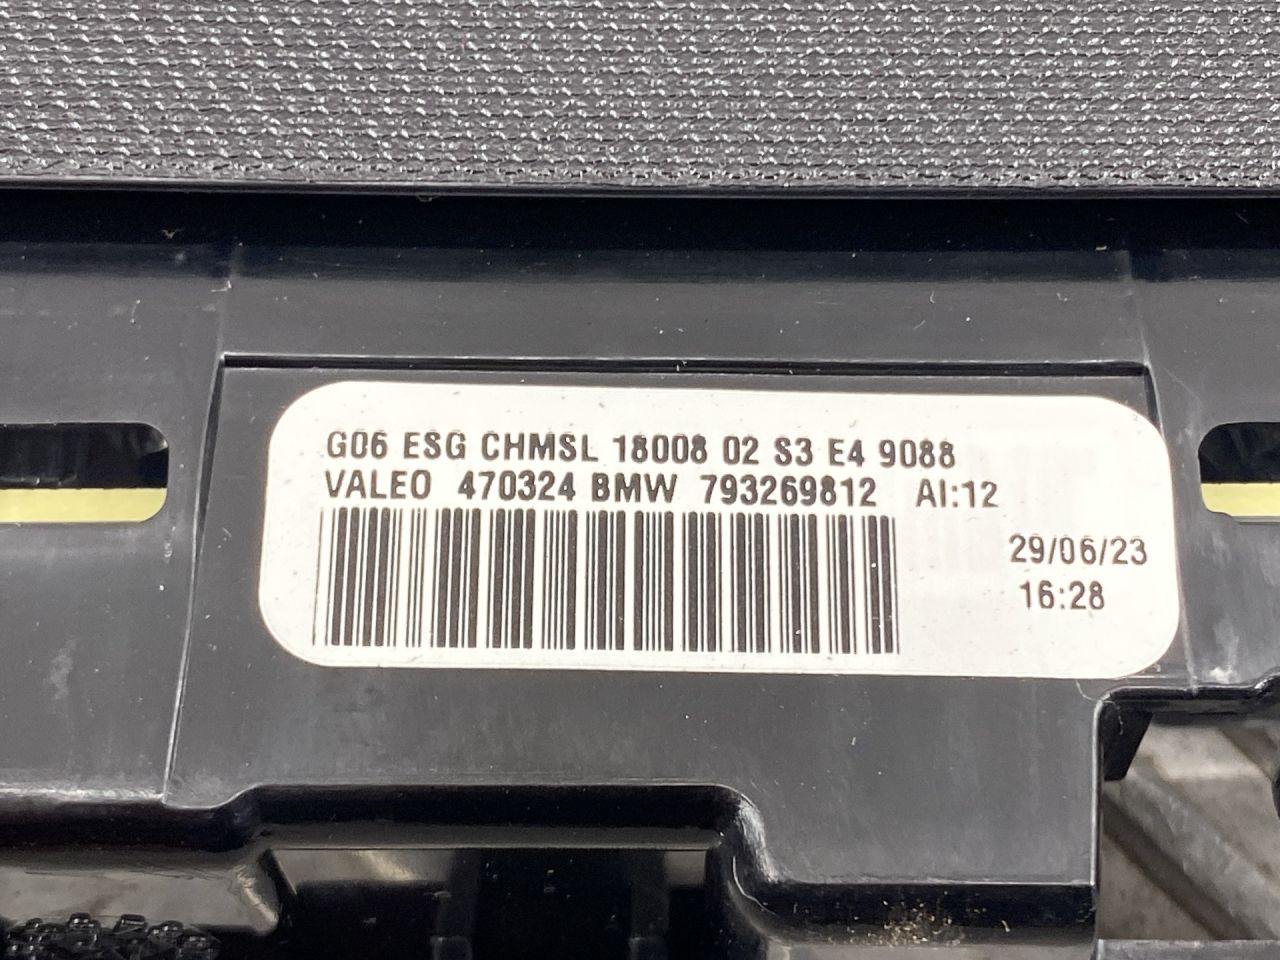 G06 ESG CHMSL 18008 02 S3 E4 9088
VALEO 470324 BMW 793269812 AI:12
29/06/23
16:28